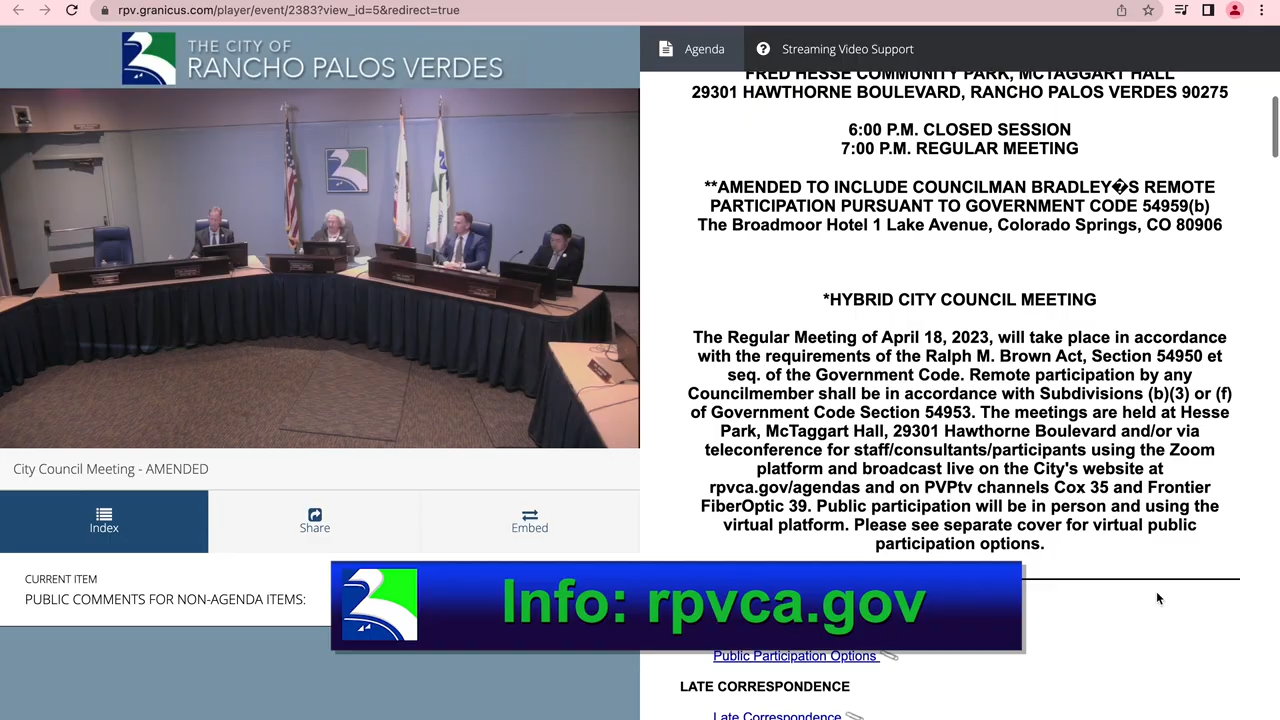 rpv.granicus.com/player/event/2383?view_id=5&redirect=true
THE CITY OF
RANCHO PALOS VERDES
Agenda
Streaming Video Support
FRED HESSE COMMUNITY PARK, MCTAGGART HALL
29301 HAWTHORNE BOULEVARD, RANCHO PALOS VERDES 90275
6:00 P.M. CLOSED SESSION
7:00 P.M. REGULAR MEETING
**AMENDED TO INCLUDE COUNCILMAN BRADLEY�S REMOTE
PARTICIPATION PURSUANT TO GOVERNMENT CODE 54959(b)
The Broadmoor Hotel 1 Lake Avenue, Colorado Springs, CO 80906
*HYBRID CITY COUNCIL MEETING
The Regular Meeting of April 18, 2023, will take place in accordance
with the requirements of the Ralph M. Brown Act, Section 54950 et
seq. of the Government Code. Remote participation by any
Councilmember shall be in accordance with Subdivisions (b)(3) or (f)
of Government Code Section 54953. The meetings are held at Hesse
Park, McTaggart Hall, 29301 Hawthorne Boulevard and/or via
teleconference for staff/consultants/participants using the Zoom
platform and broadcast live on the City's website at
rpvca.gov/agendas and on PVPtv channels Cox 35 and Frontier
FiberOptic 39. Public participation will be in person and using the
virtual platform. Please see separate cover for virtual public
participation options.
City Council Meeting - AMENDED
Index
Share
Embed
CURRENT ITEM
PUBLIC COMMENTS FOR NON-AGENDA ITEMS:
Info: rpvca.gov
Public Participation Options
LATE CORRESPONDENCE
Late Correspondence